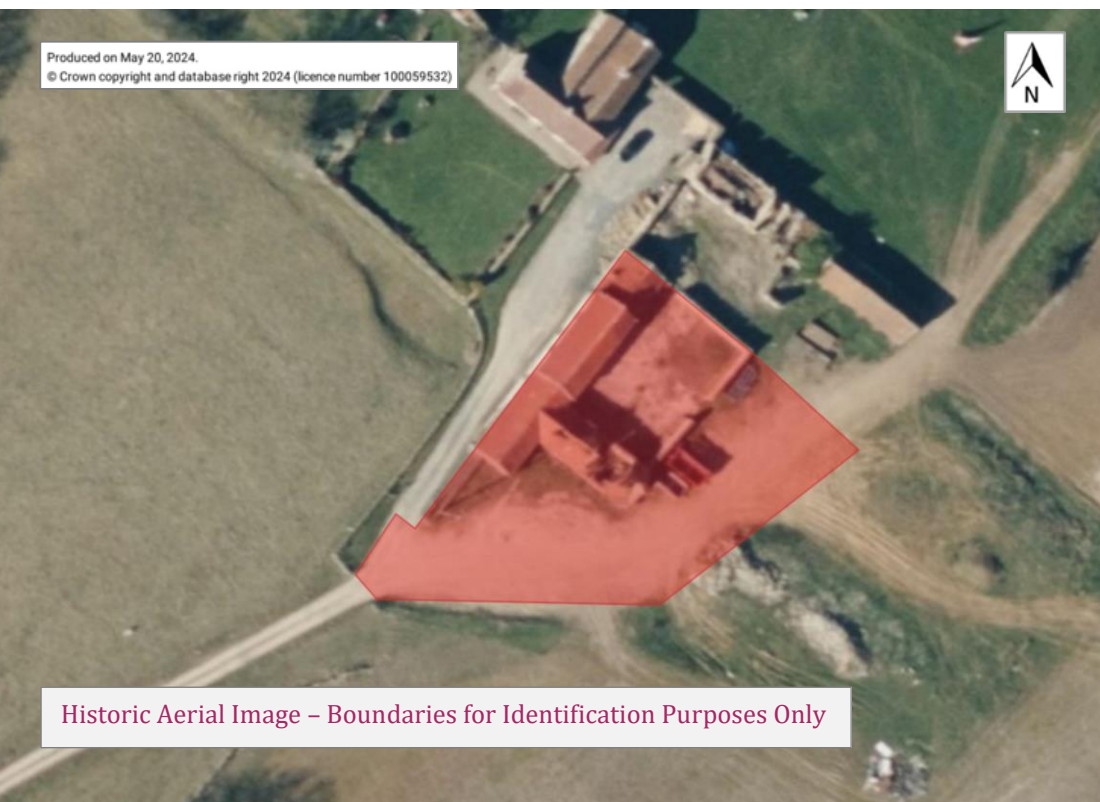 Produced on May 20, 2024.
© Crown copyright and database right 2024 (licence number 100059532)
N
Historic Aerial Image – Boundaries for Identification Purposes Only